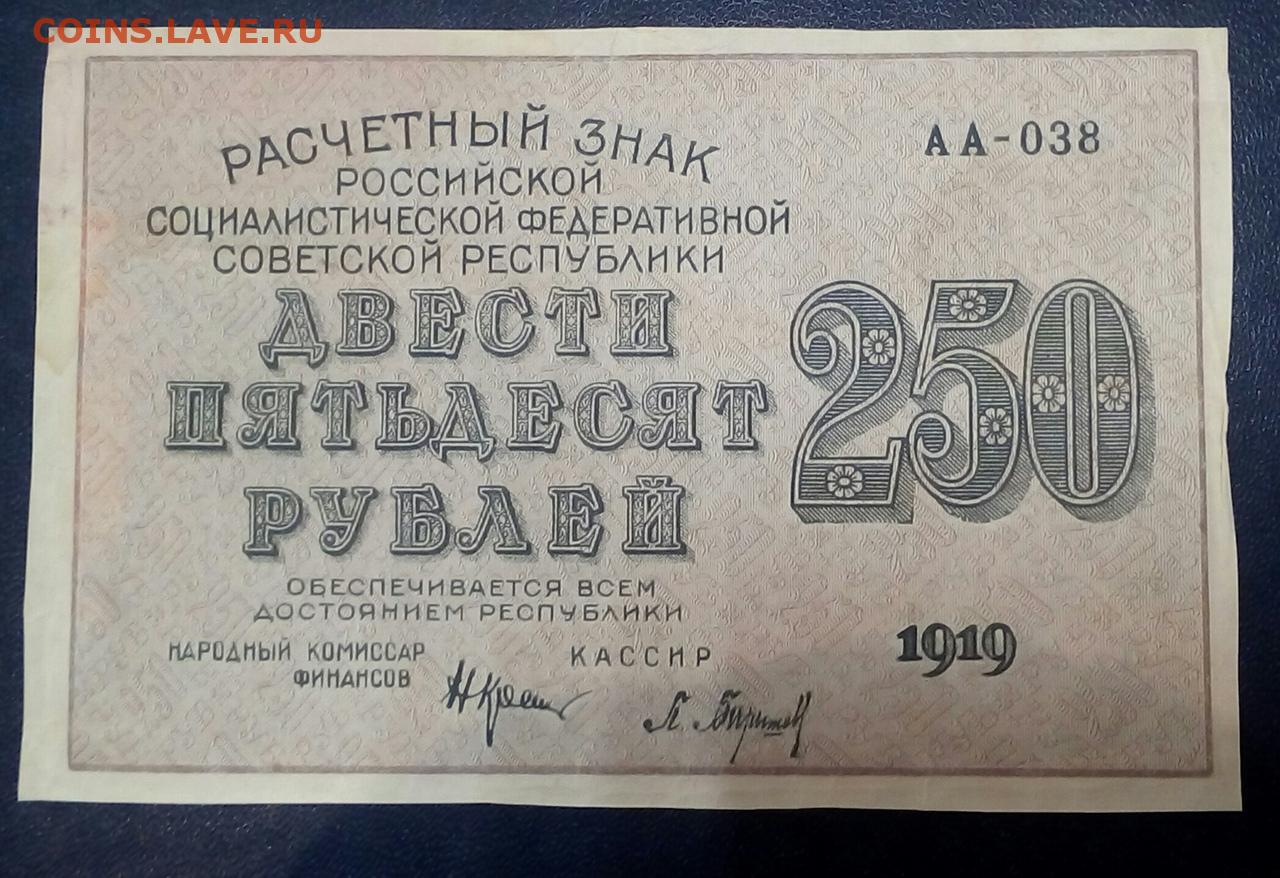 COINS.LAVE.RU
РАСЧЕТНЫЙ ЗНАК
АА-038
РОССИЙСКОЙ
СОЦИАЛИСТИЧЕСКОЙ ФЕДЕРАТИВНОЙ
СОВЕТСКОЙ РЕСПУБЛИКИ
ДВЕСТИ
ПЯТЬДЕСЯТ
РУБЛЕЙ
250
ОБЕСПЕЧИВАЕТСЯ ВСЕМ
ДОСТОЯНИЕМ РЕСПУБЛИКИ
НАРОДНЫЙ КОМИССАР
ФИНАНСОВ
КАССИР
1919